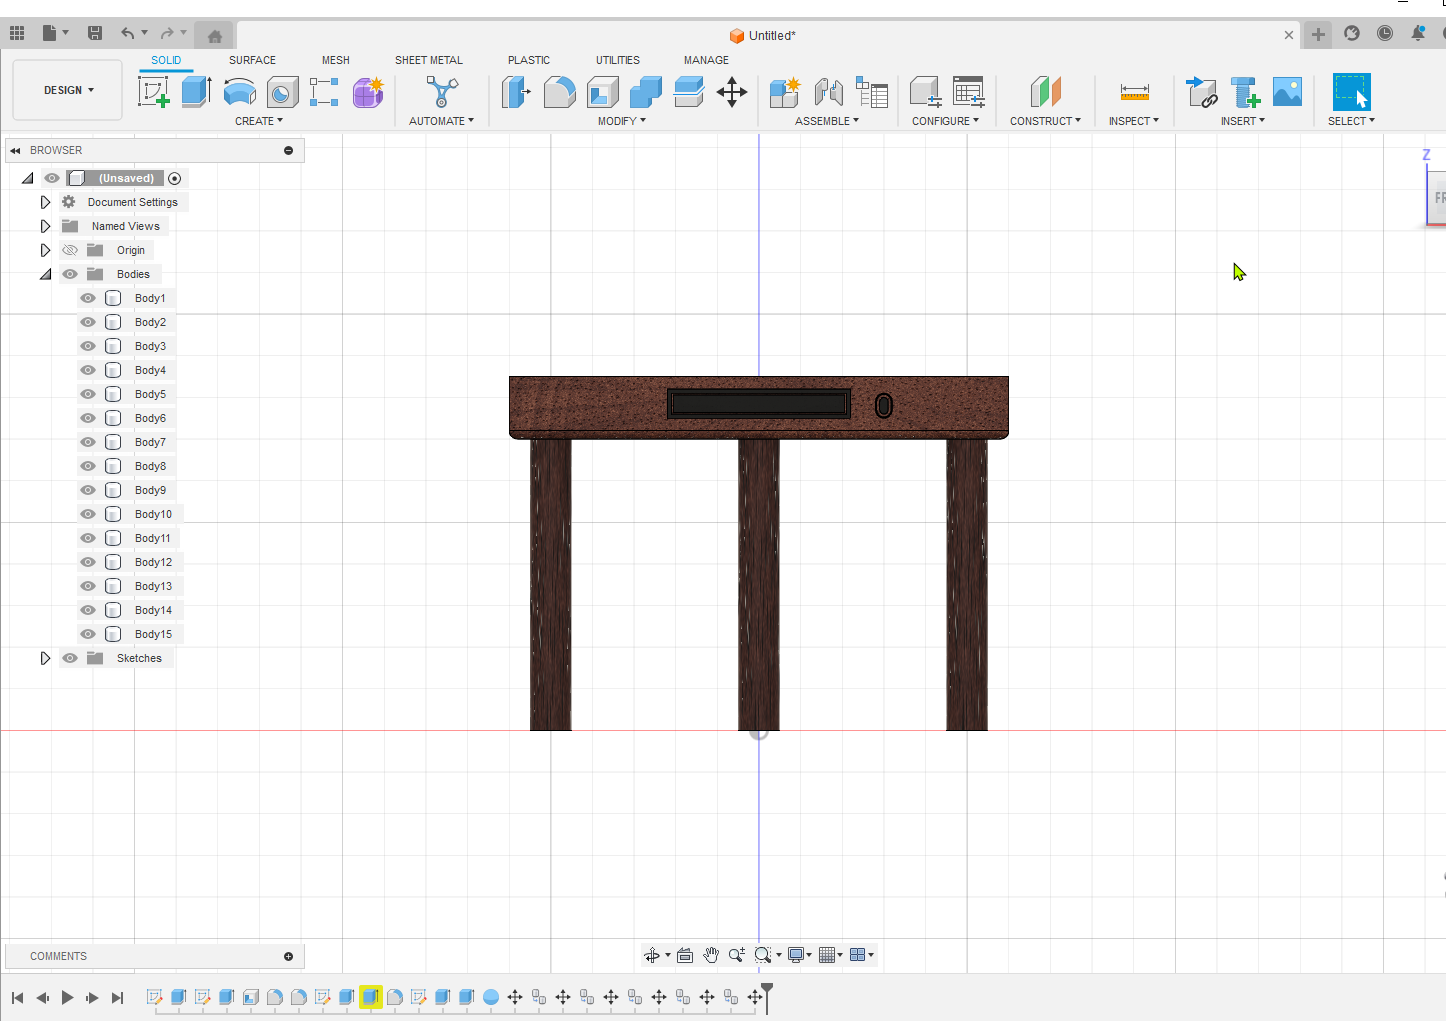 Untitled*
SOLID SURFACE MESH SHEET METAL PLASTIC UTILITIES MANAGE
DESIGN
CREATE AUTOMATE MODIFY ASSEMBLE CONFIGURE CONSTRUCT INSPECT INSERT SELECT
BROWSER
Z
(Unsaved)
FR
Document Settings
Named Views
Origin
Bodies
Body1
Body2
Body3
Body4
Body5
Body6
Body7
Body8
Body9
Body10
Body11
Body12
Body13
Body14
Body15
Sketches
COMMENTS